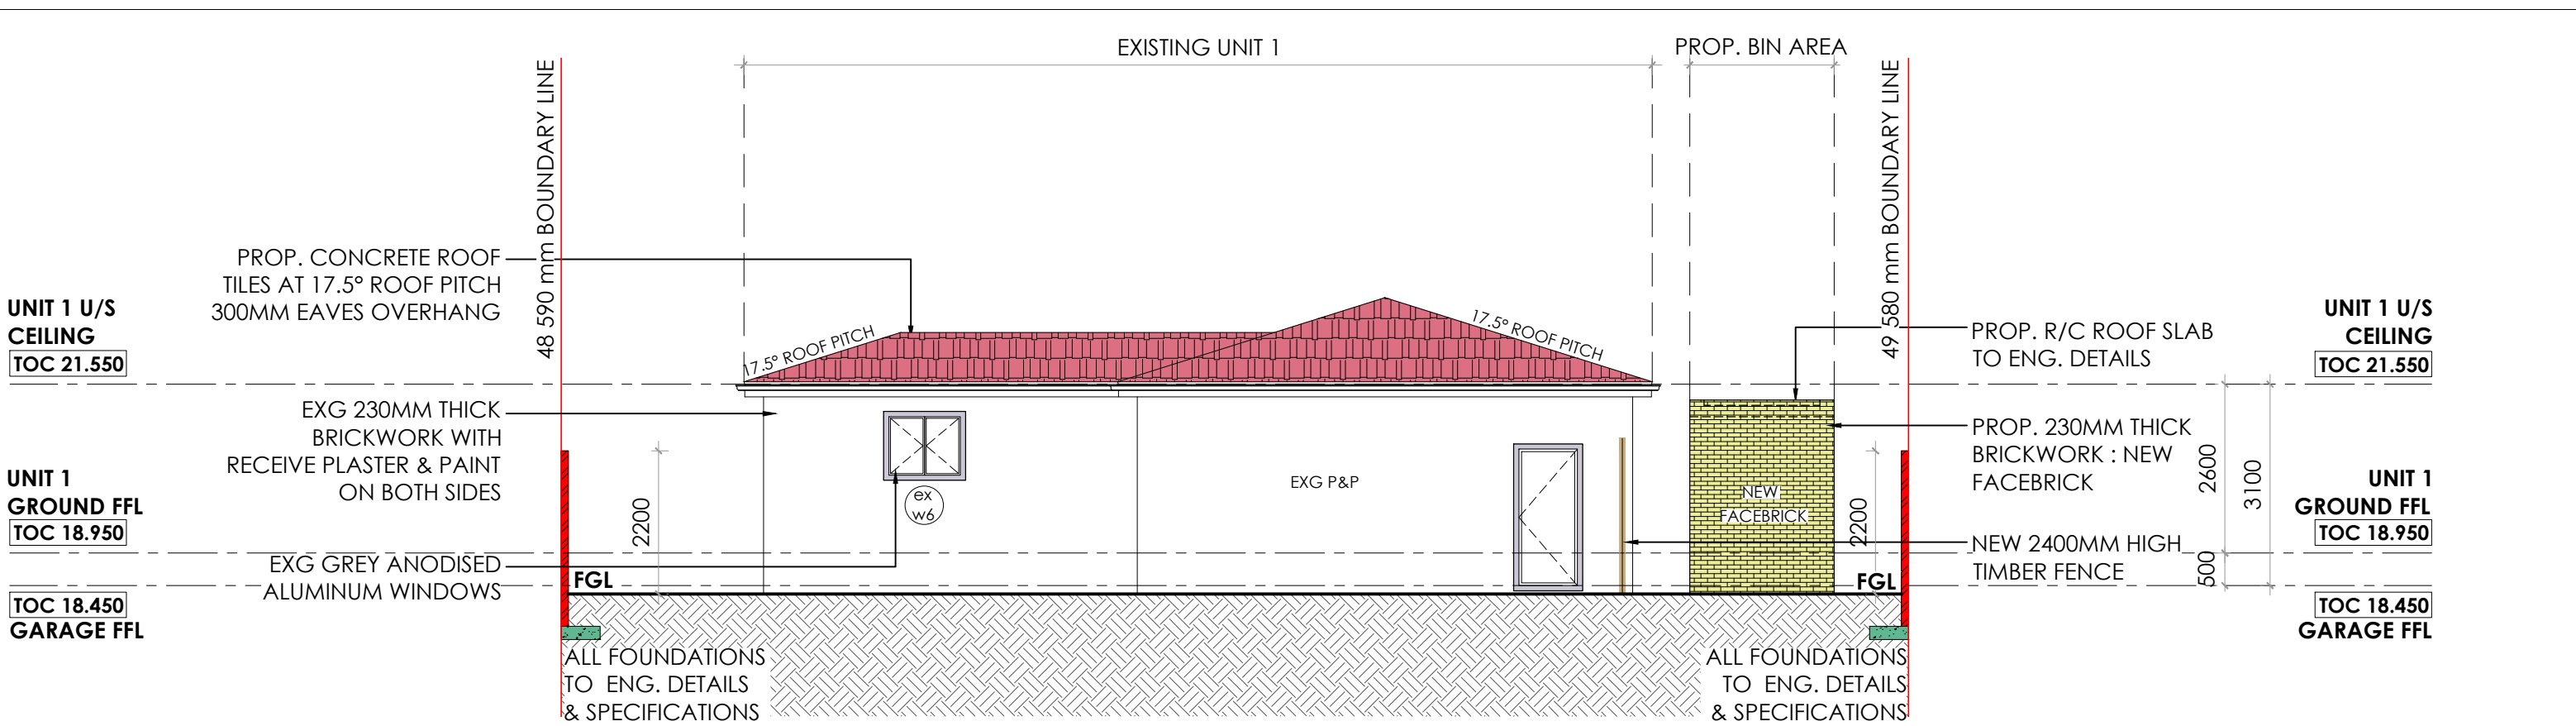 EXISTING UNIT 1
PROP. BIN AREA
48 590 mm BOUNDARY LINE
49 580 mm BOUNDARY LINE
PROP. CONCRETE ROOF
TILES AT 17.5° ROOF PITCH
300MM EAVES OVERHANG
UNIT 1 U/S
CEILING
TOC 21.550
17.5° ROOF PITCH
17.5° ROOF PITCH
PROP. R/C ROOF SLAB
TO ENG. DETAILS
UNIT 1 U/S
CEILING
TOC 21.550
EXG 230MM THICK
BRICKWORK WITH
RECEIVE PLASTER & PAINT
ON BOTH SIDES
PROP. 230MM THICK
BRICKWORK : NEW
FACEBRICK
UNIT 1
GROUND FFL
TOC 18.950
2200
ex
w6
EXG P&P
NEW
FACEBRICK
2200
2600
3100
500
UNIT 1
GROUND FFL
TOC 18.950
EXG GREY ANODISED
ALUMINUM WINDOWS
NEW 2400MM HIGH
TIMBER FENCE
FGL
FGL
TOC 18.450
GARAGE FFL
TOC 18.450
GARAGE FFL
ALL FOUNDATIONS
TO ENG. DETAILS
& SPECIFICATIONS
ALL FOUNDATIONS
TO ENG. DETAILS
& SPECIFICATIONS